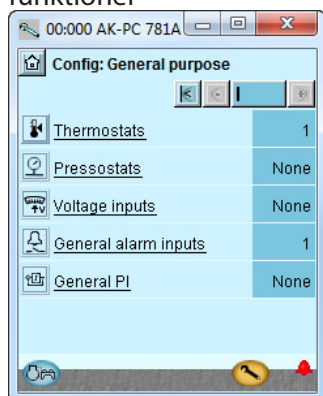 funktioner
00:000 AK-PC 781A
Config: General purpose
Thermostats 1
Pressostats None
Voltage inputs None
General alarm inputs 1
General PI None